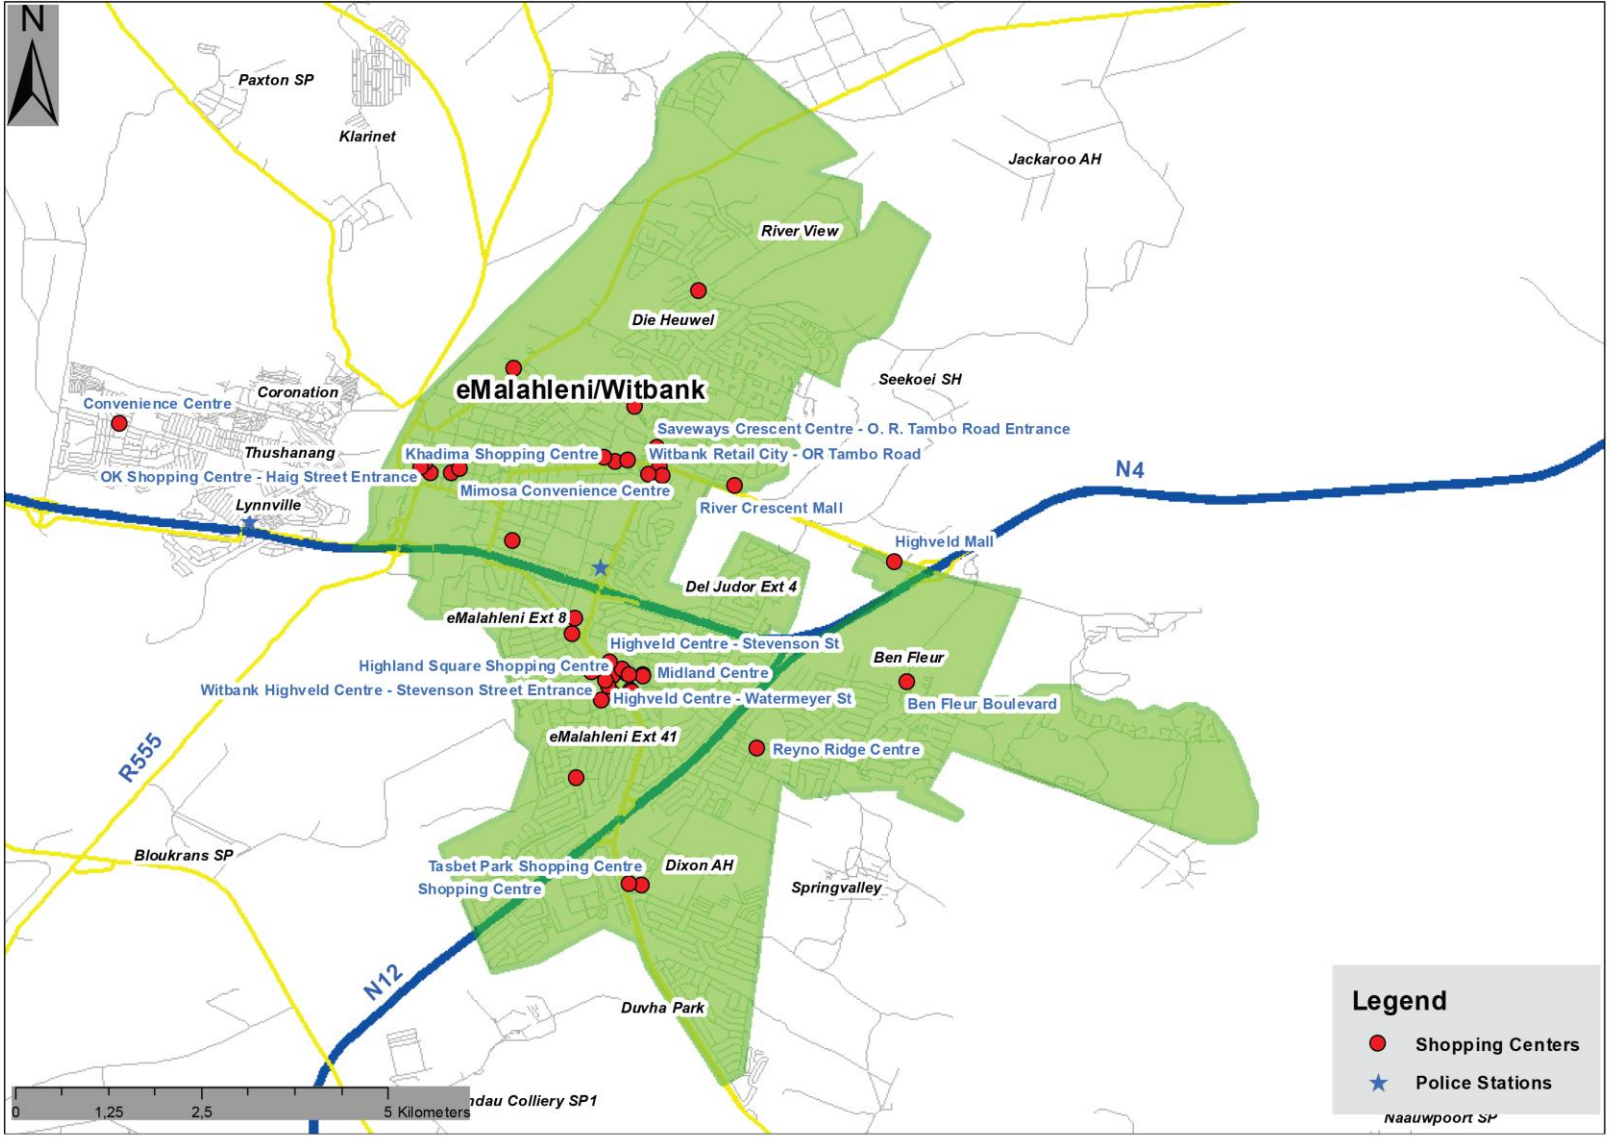 N
Paxton SP
Klarinet
Jackaroo AH
River View
Die Heuwel
Seekoei SH
eMalahleni/Witbank
Coronation
Convenience Centre
Saveways Crescent Centre - O. R. Tambo Road Entrance
Thushanang
Khadima Shopping Centre
Witbank Retail City - OR Tambo Road
N4
OK Shopping Centre - Haig Street Entrance
Mimosa Convenience Centre
Lynnville
River Crescent Mall
Highveld Mall
Del Judor Ext 4
eMalahleni Ext 8
Highveld Centre - Stevenson St
Ben Fleur
Highland Square Shopping Centre
Midland Centre
Witbank Highveld Centre - Stevenson Street Entrance
Highveld Centre - Watermeyer St
Ben Fleur Boulevard
eMalahleni Ext 41
Reyno Ridge Centre
R555
Bloukrans SP
Tasbet Park Shopping Centre
Dixon AH
Shopping Centre
Springvalley
N12
Duvha Park
Legend
Shopping Centers
Police Stations
0 1,25 2,5 5 Kilometers
ndau Colliery SP1
Naauwpoort SP